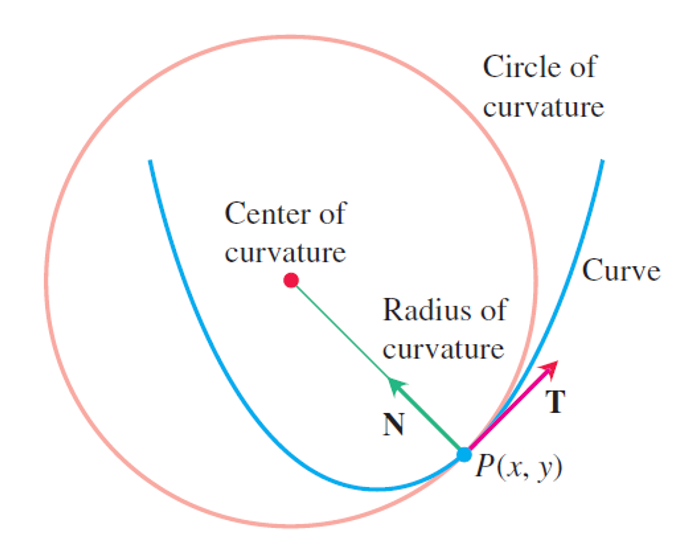 Circle of
curvature
Center of
curvature
Curve
Radius of
curvature
T
N
P(x, y)